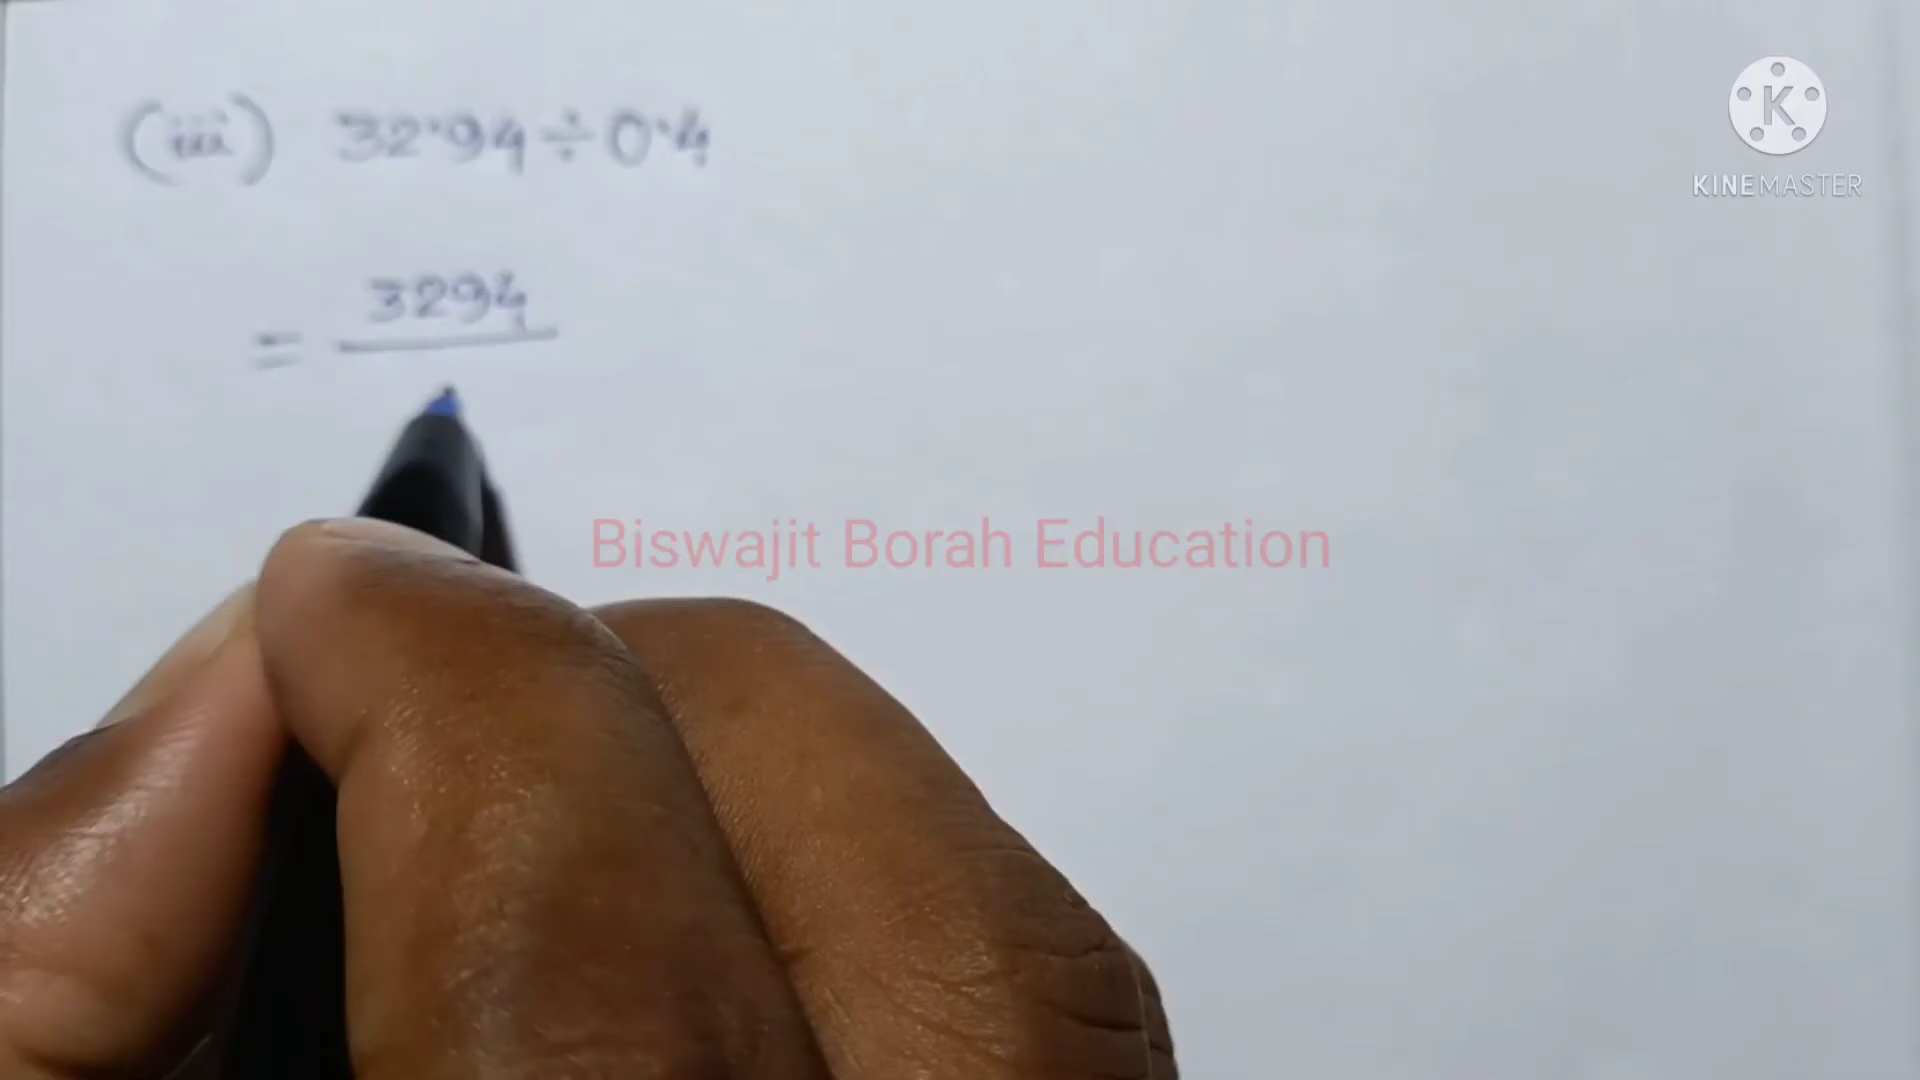 (iii) 32·94÷0·4
= 3294
K
KINEMASTER
Biswajit Borah Education